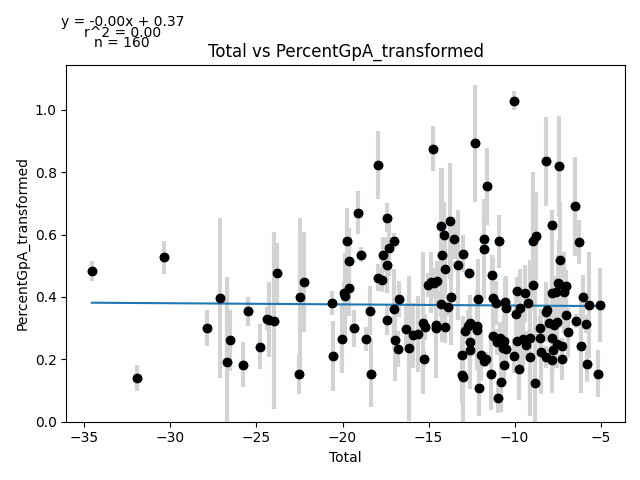 y = -0.00x + 0.37
r^2 = 0.00
n = 160
Total vs PercentGpA_transformed
PercentGpA_transformed
1.0
0.8
0.6
0.4
0.2
0.0
−35
−30
−25
−20
−15
−10
−5
Total